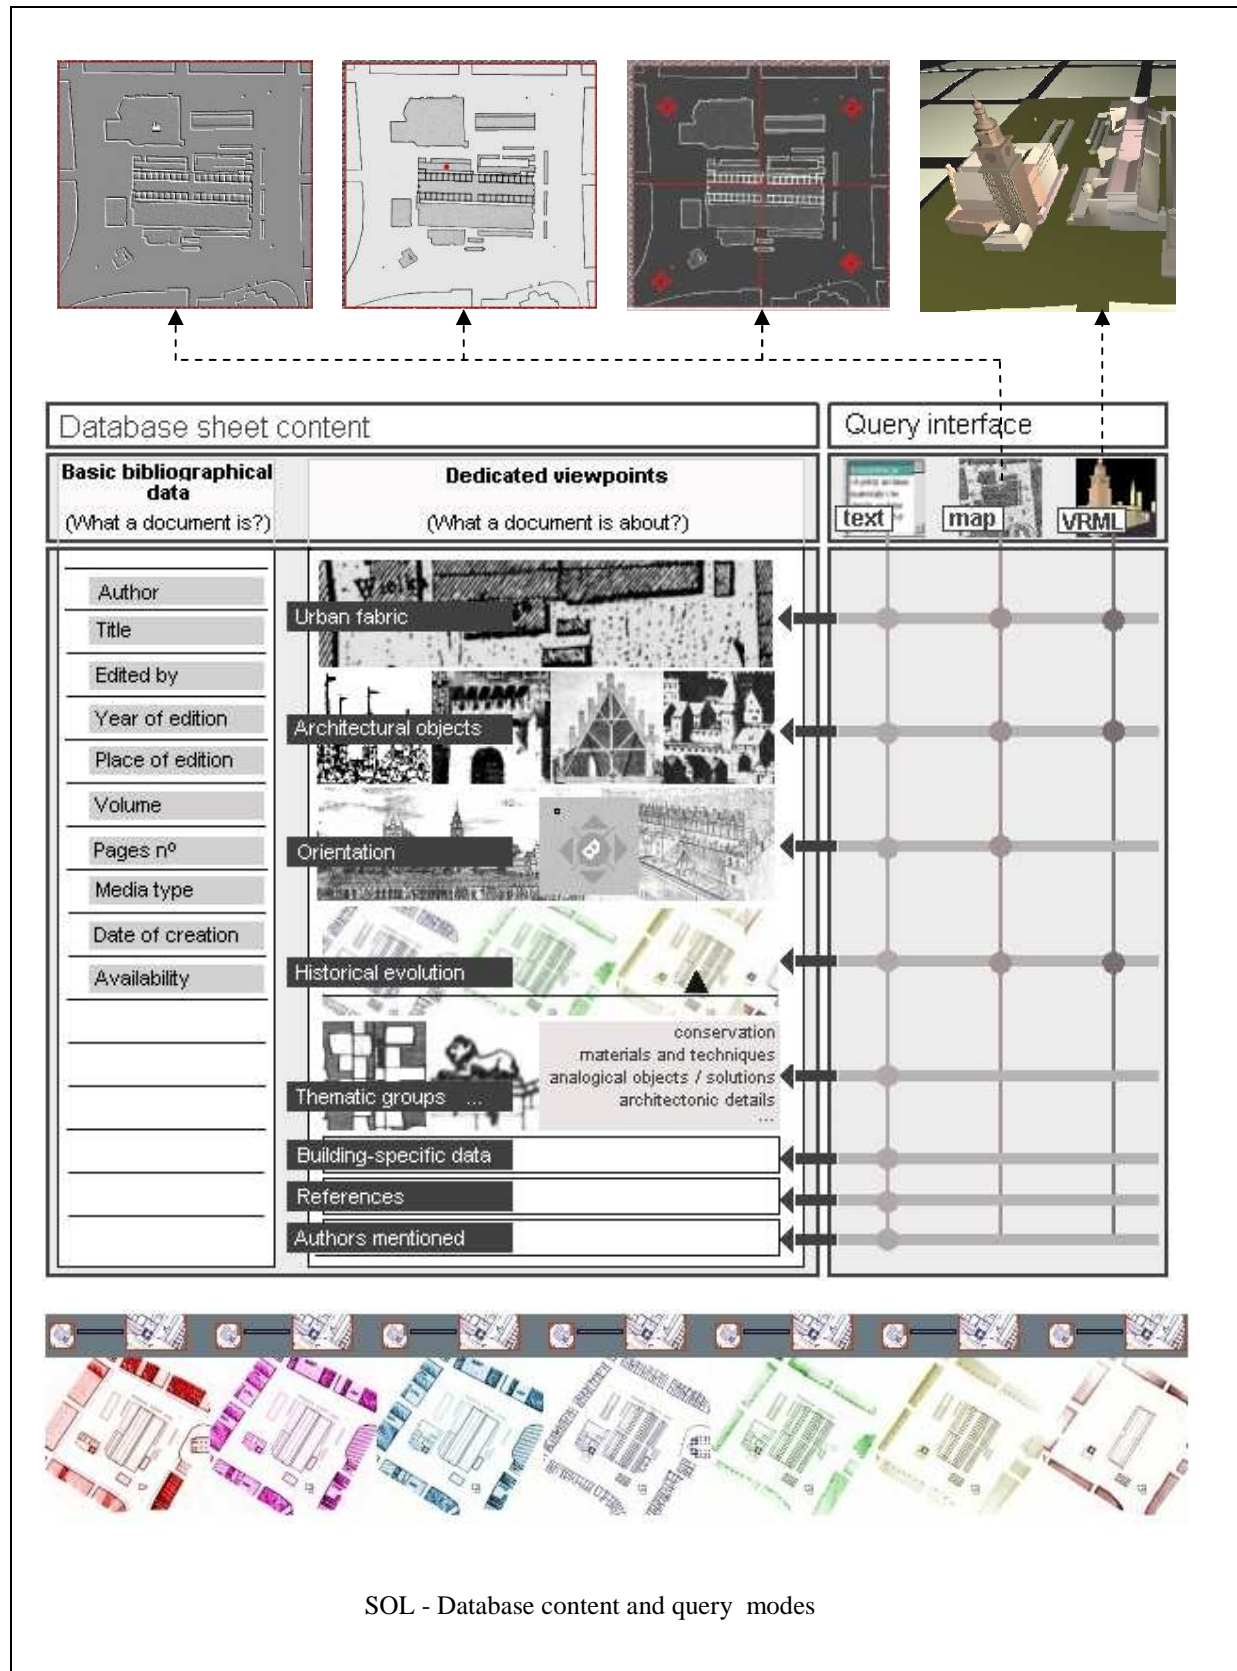 Database sheet content
Query interface
Basic bibliographical
data
(What a document is?)
Dedicated viewpoints
(What a document is about?)
text
map
VRML
Author
Title
Edited by
Year of edition
Place of edition
Volume
Pages nº
Media type
Date of creation
Availability
Wielk
Urban fabric
Architectural objects
Orientation
Historical evolution
Thematic groups ...
conservation
materials and techniques
analogical objects / solutions
architectonic details
...
Building-specific data
References
Authors mentioned
SOL - Database content and query modes